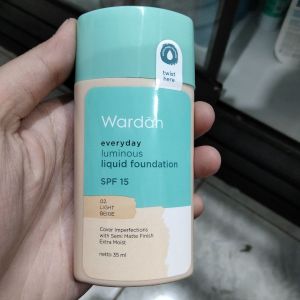 twist
here
Wardah
everyday
luminous
liquid foundation
SPF 15
02
LIGHT
BEIGE
Cover Imperfections
with Semi Matte Finish
Extra Moist
netto 35 ml